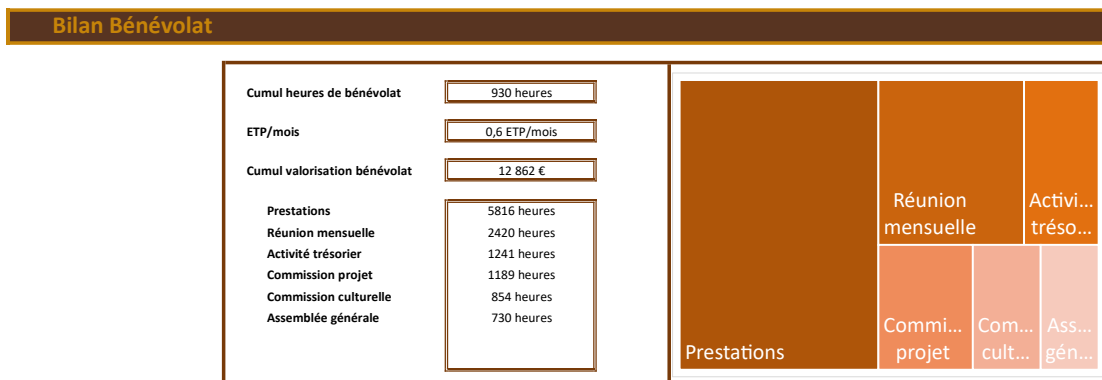 Bilan Bénévolat
Cumul heures de bénévolat 930 heures
ETP/mois 0,6 ETP/mois
Cumul valorisation bénévolat 12 862 €
Prestations 5816 heures
Réunion mensuelle 2420 heures
Activité trésorier 1241 heures
Commission projet 1189 heures
Commission culturelle 854 heures
Assemblée générale 730 heures
Prestations
Réunion
mensuelle
Activi...
tréso...
Commi...
projet
Com...
cult...
Ass...
gén...